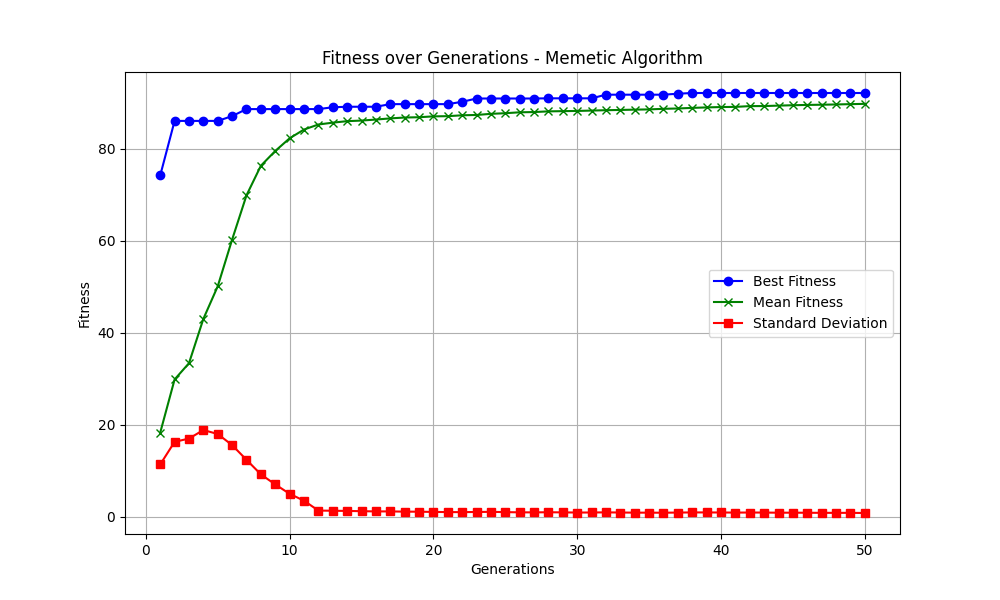 Fitness over Generations - Memetic Algorithm
Fitness
80
60
40
20
0
Best Fitness
Mean Fitness
Standard Deviation
0 10 20 30 40 50
Generations